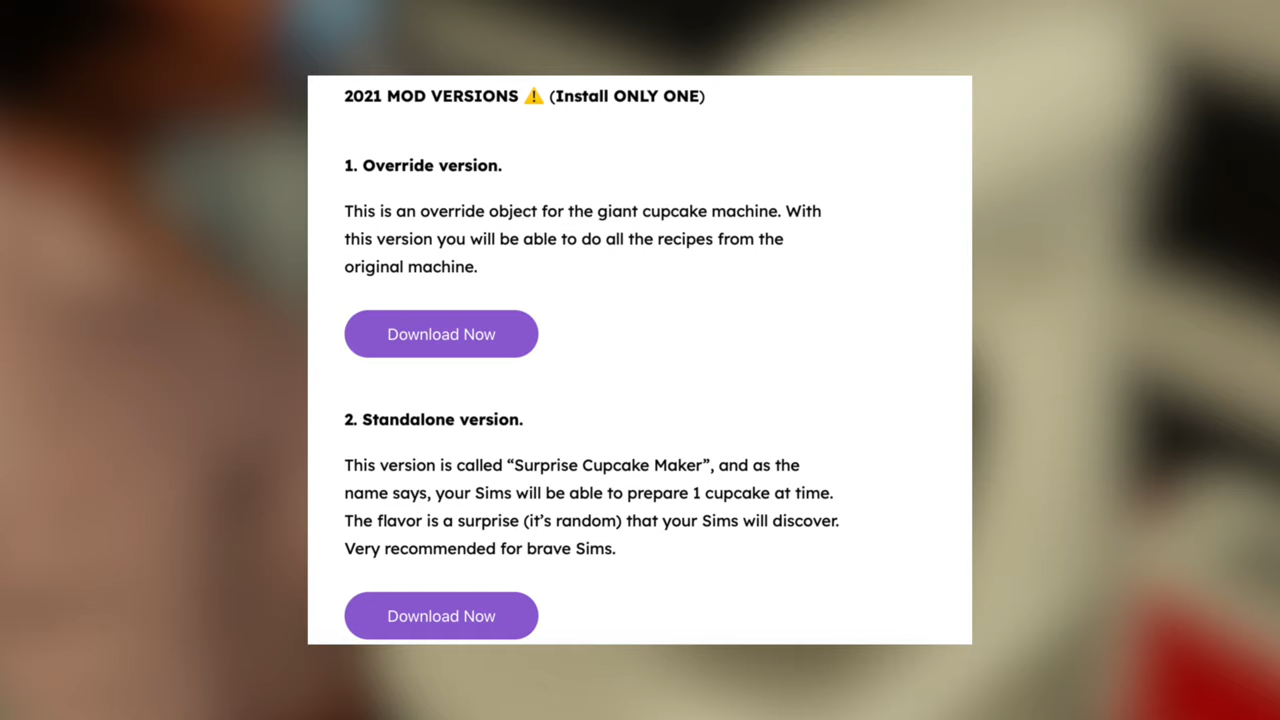 2021 MOD VERSIONS ⚠️ (Install ONLY ONE)
1. Override version.
This is an override object for the giant cupcake machine. With
this version you will be able to do all the recipes from the
original machine.
Download Now
2. Standalone version.
This version is called “Surprise Cupcake Maker”, and as the
name says, your Sims will be able to prepare 1 cupcake at time.
The flavor is a surprise (it’s random) that your Sims will discover.
Very recommended for brave Sims.
Download Now